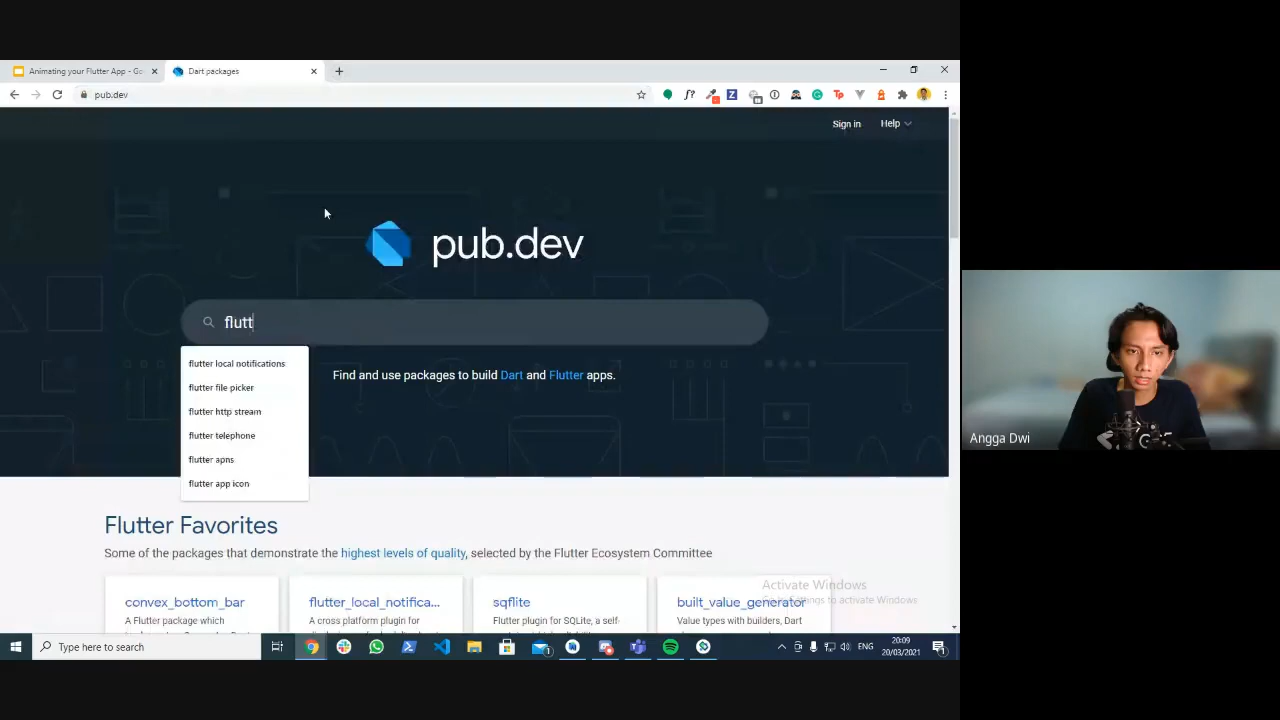 Animating your Flutter App - Go
Dart packages
pub.dev
Sign in
Help
pub.dev
flutt
flutter local notifications
flutter file picker
flutter http stream
flutter telephone
flutter apns
flutter app icon
Find and use packages to build Dart and Flutter apps.
Flutter Favorites
Some of the packages that demonstrate the highest levels of quality, selected by the Flutter Ecosystem Committee
convex_bottom_bar
flutter_local_notifica...
sqflite
built_value_generator
A Flutter package which
A cross platform plugin for
Flutter plugin for SQLite, a self-
Value types with builders, Dart
Activate Windows
Settings to activate Windows
Type here to search
ENG
20:09
20/03/2021
Angga Dwi